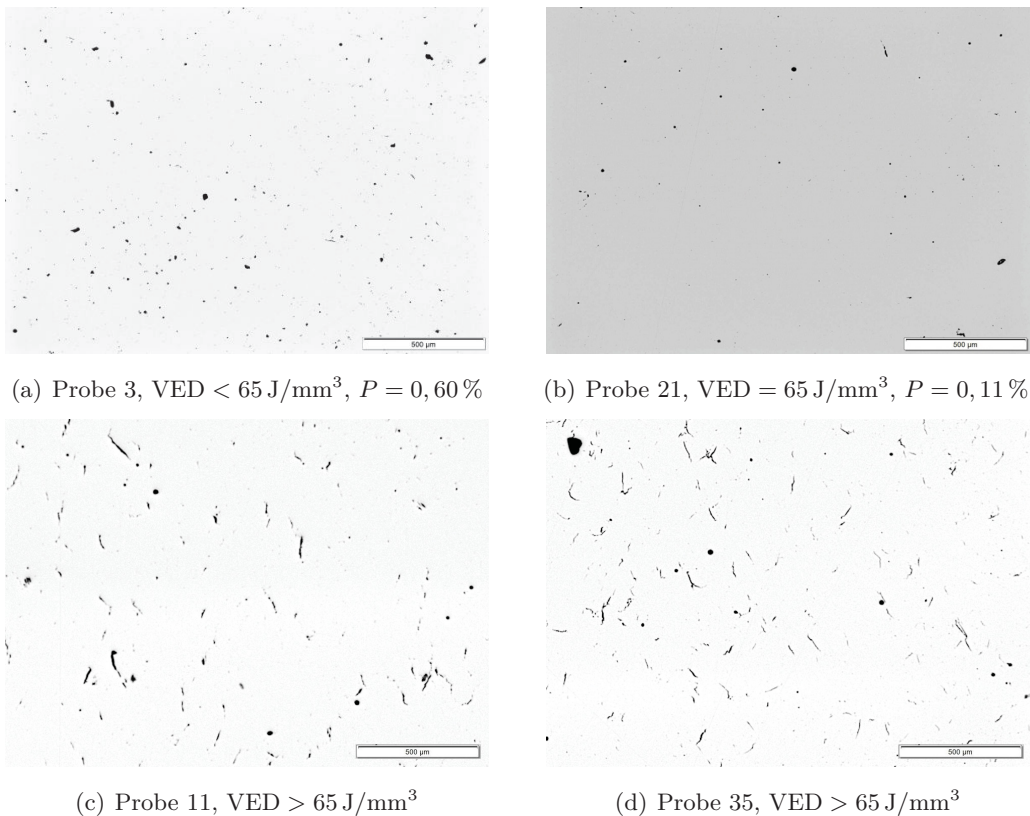 500 µm
500 µm
(a) Probe 3, VED < 65 J/mm³, P = 0,60 %
(b) Probe 21, VED = 65 J/mm³, P = 0,11 %
500 µm
500 µm
(c) Probe 11, VED > 65 J/mm³
(d) Probe 35, VED > 65 J/mm³